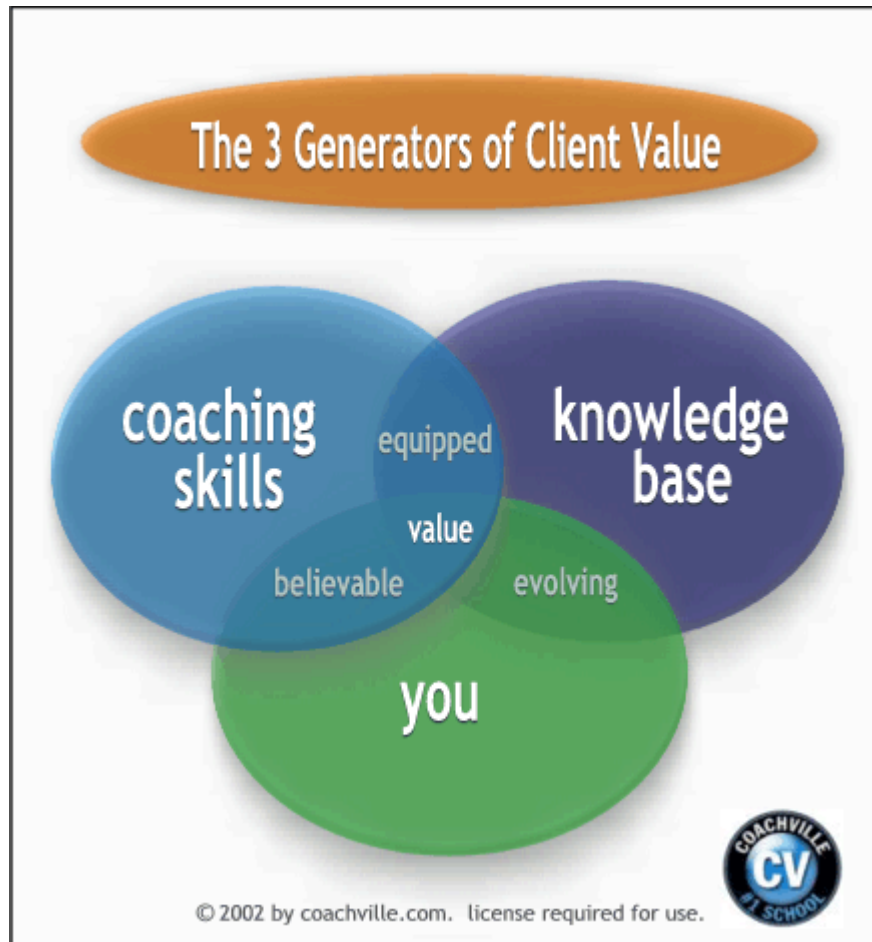 The 3 Generators of Client Value
coaching
skills
equipped
knowledge
base
value
believable
evolving
you
COACHVILLE
CV
#1 SCHOOL
© 2002 by coachville.com. license required for use.